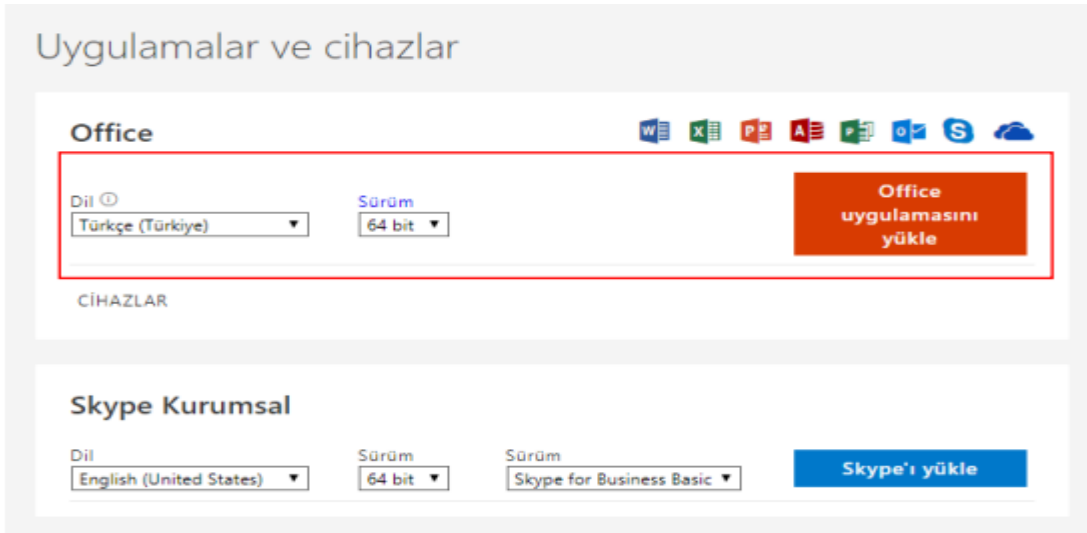 Uygulamalar ve cihazlar
Office
Dil
Sürüm
Türkçe (Türkiye)
64 bit
Office
uygulamasını
yükle
CİHAZLAR
Skype Kurumsal
Dil
Sürüm
Sürüm
English (United States)
64 bit
Skype for Business Basic
Skype'ı yükle